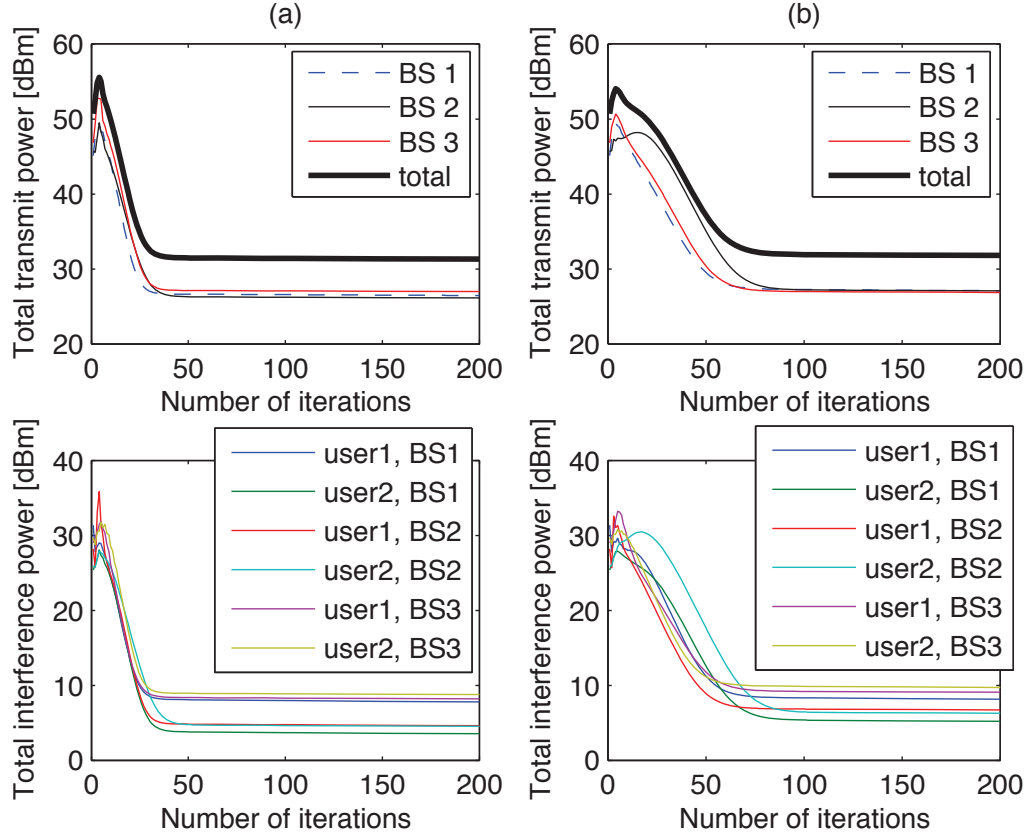 (a)
Total transmit power [dBm]
60
50
40
30
20
BS 1
BS 2
BS 3
total
0
50
100
150
200
Number of iterations
(b)
Total transmit power [dBm]
60
50
40
30
20
BS 1
BS 2
BS 3
total
0
50
100
150
200
Number of iterations
Total interference power [dBm]
40
30
20
10
0
user1, BS1
user2, BS1
user1, BS2
user2, BS2
user1, BS3
user2, BS3
0
50
100
150
200
Number of iterations
Total interference power [dBm]
40
30
20
10
0
user1, BS1
user2, BS1
user1, BS2
user2, BS2
user1, BS3
user2, BS3
0
50
100
150
200
Number of iterations